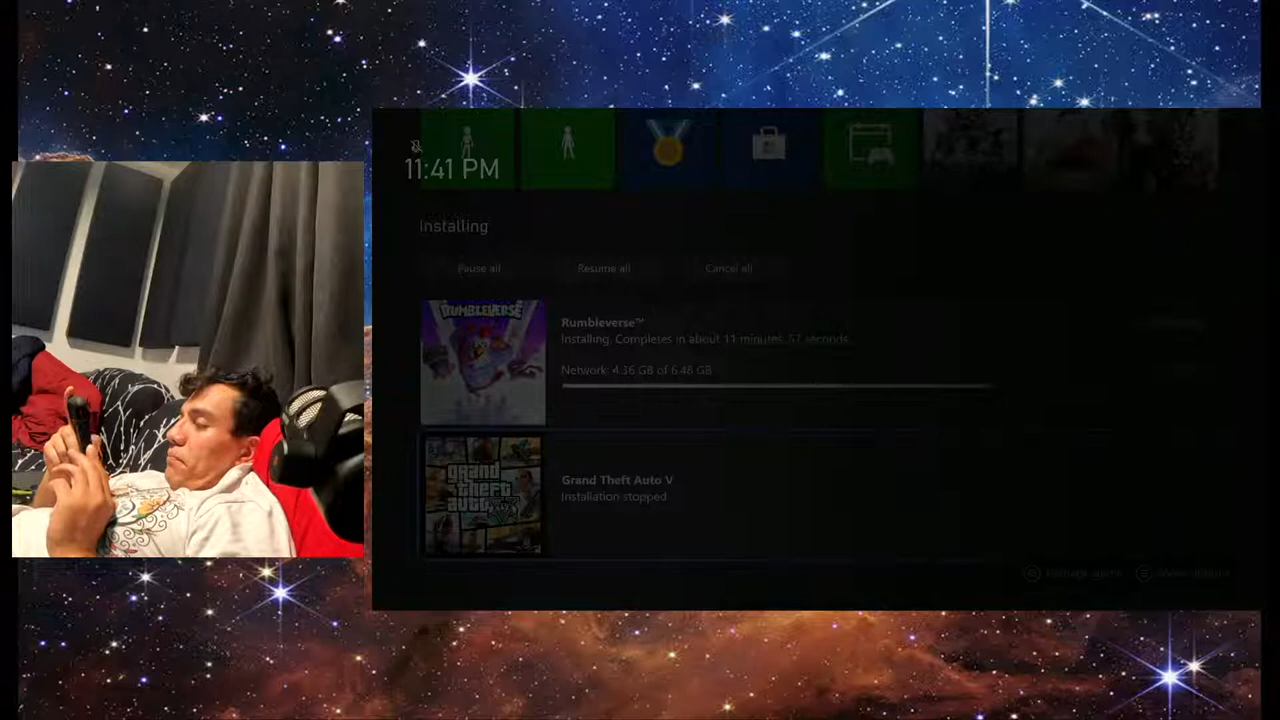 11:41 PM
Installing
Pause all
Resume all
Cancel all
RUMBLEVERSE
Rumbleverse™
Installing. Completes in about 11 minutes, 57 seconds
Network: 4.36 GB of 6.48 GB
grand
theft
auto
Grand Theft Auto V
Installation stopped